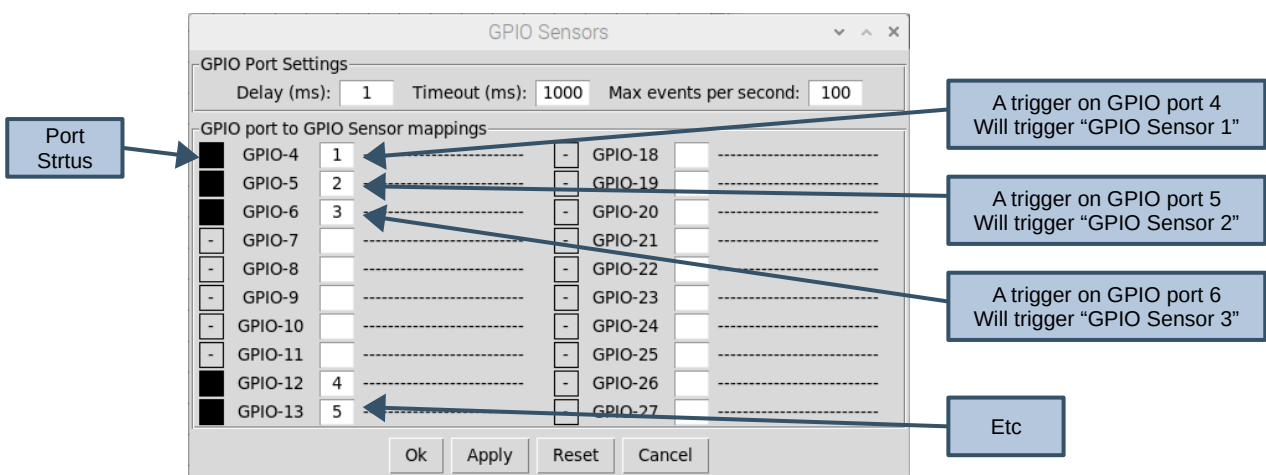 GPIO Sensors
GPIO Port Settings
Delay (ms): 1 Timeout (ms): 1000 Max events per second: 100
GPIO port to GPIO Sensor mappings
GPIO-4 1 -------------------- - GPIO-18 --------------------
GPIO-5 2 -------------------- - GPIO-19 --------------------
GPIO-6 3 -------------------- - GPIO-20 --------------------
- GPIO-7 -------------------- - GPIO-21 --------------------
- GPIO-8 -------------------- - GPIO-22 --------------------
- GPIO-9 -------------------- - GPIO-23 --------------------
- GPIO-10 -------------------- - GPIO-24 --------------------
- GPIO-11 -------------------- - GPIO-25 --------------------
GPIO-12 4 -------------------- - GPIO-26 --------------------
GPIO-13 5 -------------------- - GPIO-27 --------------------
Ok Apply Reset Cancel
Port
Strtus
A trigger on GPIO port 4
Will trigger “GPIO Sensor 1”
A trigger on GPIO port 5
Will trigger “GPIO Sensor 2”
A trigger on GPIO port 6
Will trigger “GPIO Sensor 3”
Etc